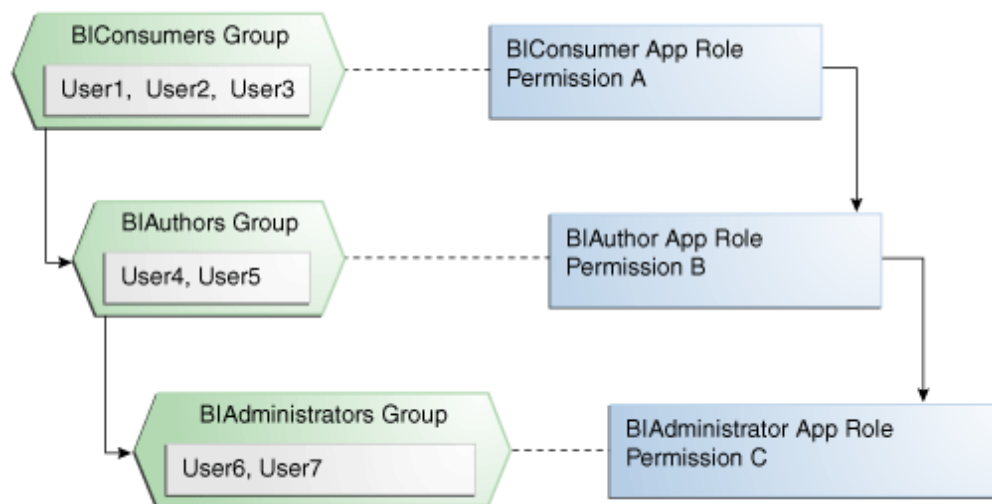 BIConsumers Group
User1, User2, User3
BIConsumer App Role
Permission A
BIAuthors Group
User4, User5
BIAuthor App Role
Permission B
BIAdministrators Group
User6, User7
BIAdministrator App Role
Permission C